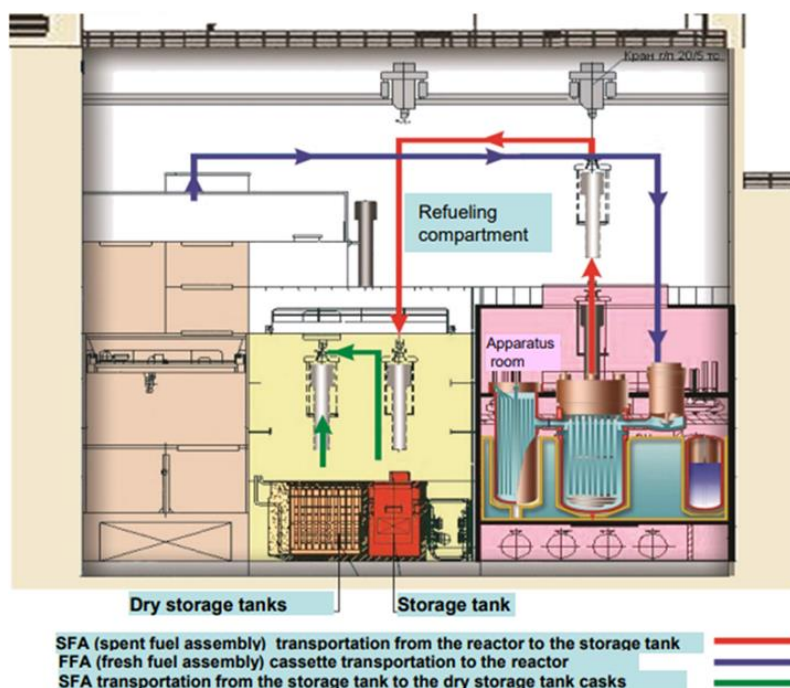 Кран г/п 20/5 тс.
Refueling
compartment
Apparatus
room
Dry storage tanks
Storage tank
SFA (spent fuel assembly) transportation from the reactor to the storage tank
FFA (fresh fuel assembly) cassette transportation to the reactor
SFA transportation from the storage tank to the dry storage tank casks